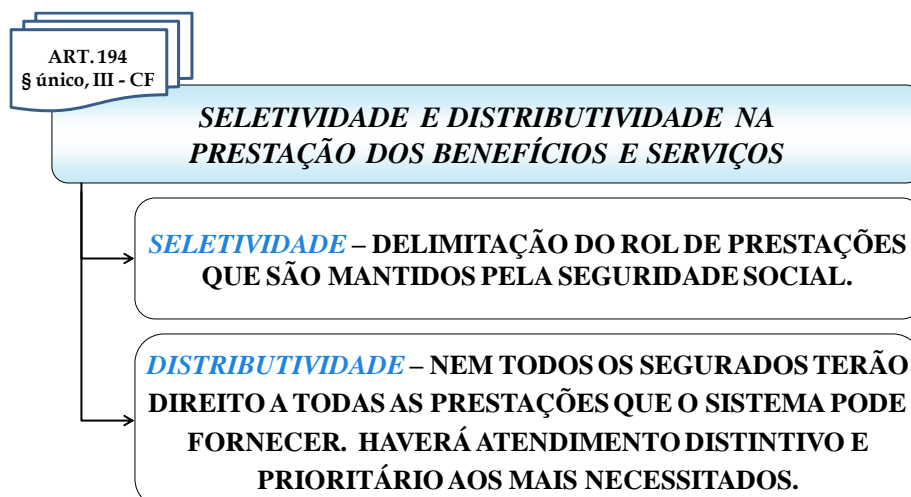 ART. 194
§ único, III - CF
SELETIVIDADE E DISTRIBUTIVIDADE NA
PRESTAÇÃO DOS BENEFÍCIOS E SERVIÇOS
SELETIVIDADE – DELIMITAÇÃO DO ROL DE PRESTAÇÕES
QUE SÃO MANTIDOS PELA SEGURIDADE SOCIAL.
DISTRIBUTIVIDADE – NEM TODOS OS SEGURADOS TERÃO
DIREITO A TODAS AS PRESTAÇÕES QUE O SISTEMA PODE
FORNECER. HAVERÁ ATENDIMENTO DISTINTIVO E
PRIORITÁRIO AOS MAIS NECESSITADOS.